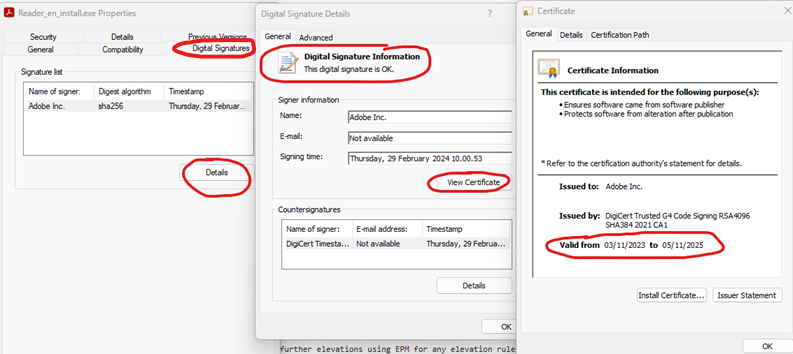 Reader_en_install.exe Properties
Security
Details
Previous Versions
General
Compatibility
Digital Signatures
Signature list
Name of signer:
Digest algorithm
Timestamp
Adobe Inc.
sha256
Thursday, 29 Februar...
Details
Digital Signature Details
?
General
Advanced
Digital Signature Information
This digital signature is OK.
Signer information
Name:
Adobe Inc.
E-mail:
Not available
Signing time:
Thursday, 29 February 2024 10.00.53
View Certificate
Countersignatures
Name of signer:
E-mail address:
Timestamp
DigiCert Timesta...
Not available
Thursday, 29 Februa...
Details
OK
further elevations using EPM for any elevation rule
Certificate
General
Details
Certification Path
Certificate Information
This certificate is intended for the following purpose(s):
• Ensures software came from software publisher
• Protects software from alteration after publication
* Refer to the certification authority's statement for details.
Issued to: Adobe Inc.
Issued by: DigiCert Trusted G4 Code Signing RSA4096
SHA384 2021 CA1
Valid from 03/11/2023 to 05/11/2025
Install Certificate...
Issuer Statement
OK